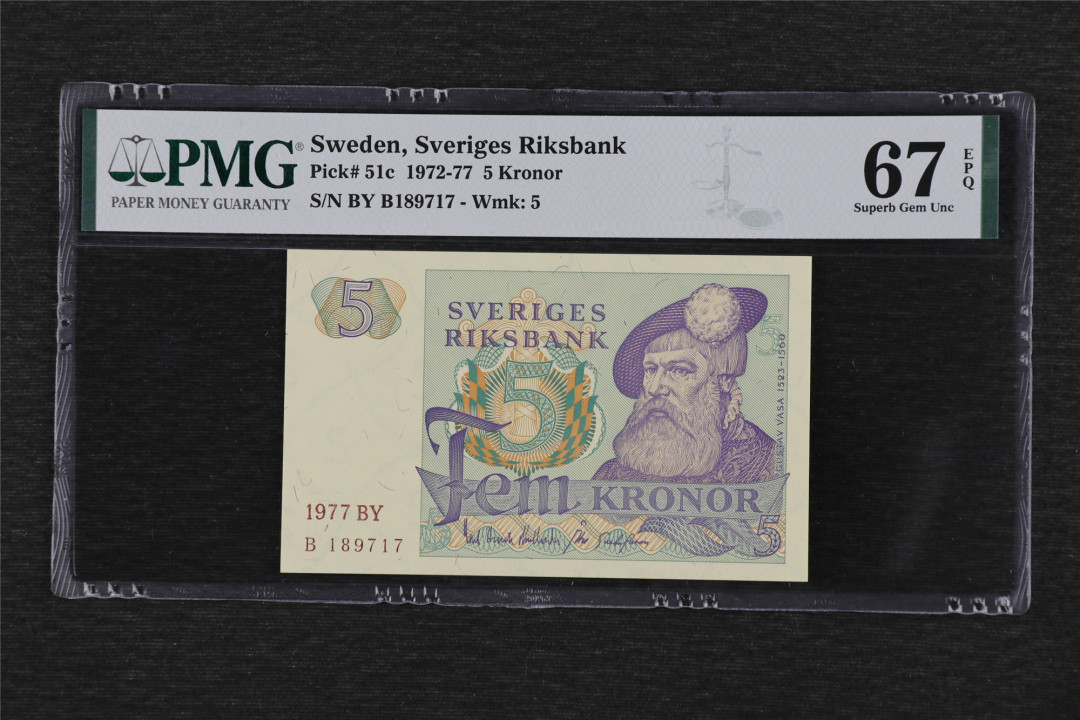 PMG®
PAPER MONEY GUARANTY
Sweden, Sveriges Riksbank
Pick# 51c 1972-77 5 Kronor
S/N BY B189717 - Wmk: 5
67
EPQ
Superb Gem Unc
5
SVERIGES
RIKSBANK
5
5
GUSTAV VASA 1523-1560
Fem KRONOR
1977 BY
B 189717
5